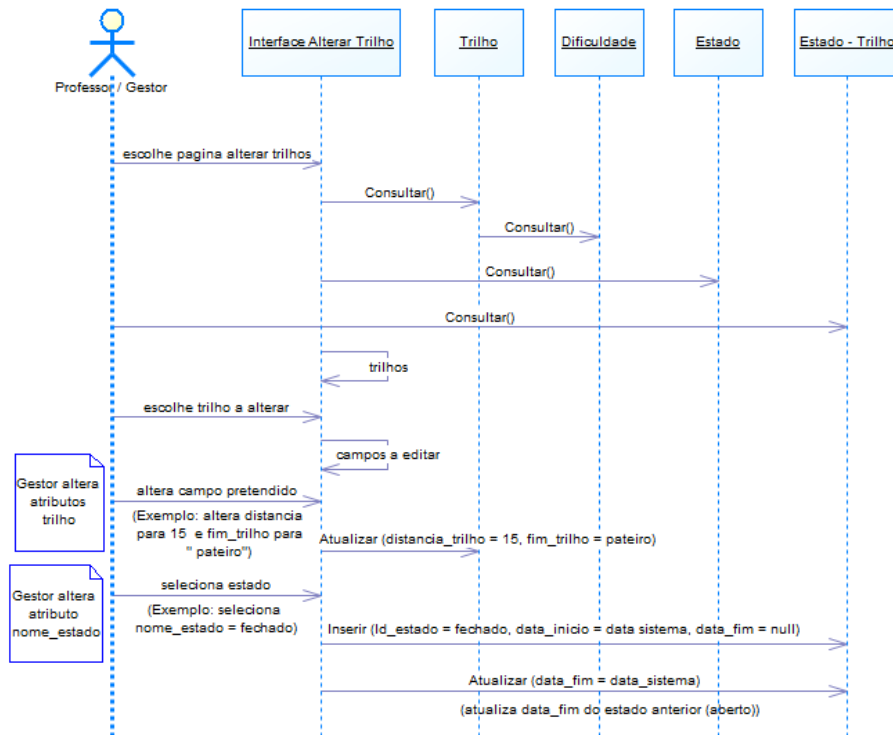 Interface Alterar Trilho
Trilho
Dificuldade
Estado
Estado - Trilho
Professor / Gestor
escolhe pagina alterar trilhos
Consultar()
Consultar()
Consultar()
Consultar()
trilhos
escolhe trilho a alterar
campos a editar
Gestor altera
atributos
trilho
altera campo pretendido
(Exemplo: altera distancia
para 15 e fim_trilho para
" pateiro")
Atualizar (distancia_trilho = 15, fim_trilho = pateiro)
Gestor altera
atributo
nome_estado
seleciona estado
(Exemplo: seleciona
nome_estado = fechado)
Inserir (Id_estado = fechado, data_inicio = data sistema, data_fim = null)
Atualizar (data_fim = data_sistema)
(atualiza data_fim do estado anterior (aberto))